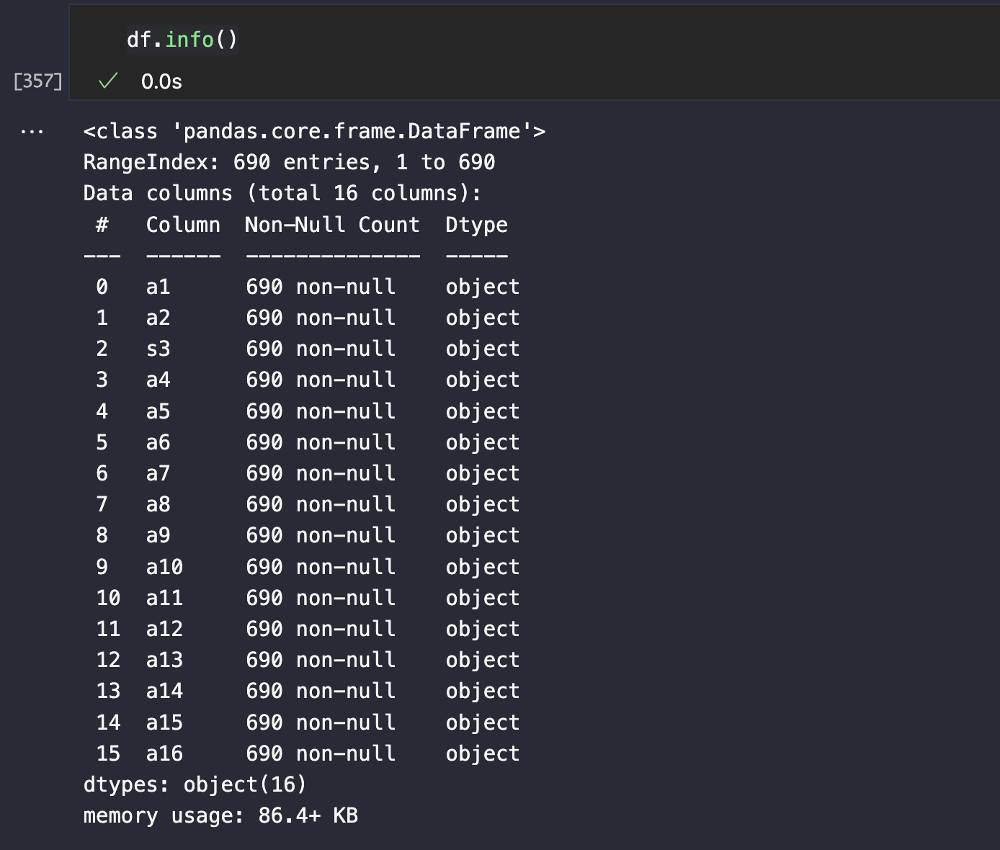 df.info()
[357] ✓ 0.0s
... <class 'pandas.core.frame.DataFrame'>
RangeIndex: 690 entries, 1 to 690
Data columns (total 16 columns):
 #   Column  Non-Null Count  Dtype
---  ------  --------------  -----
 0   a1      690 non-null    object
 1   a2      690 non-null    object
 2   s3      690 non-null    object
 3   a4      690 non-null    object
 4   a5      690 non-null    object
 5   a6      690 non-null    object
 6   a7      690 non-null    object
 7   a8      690 non-null    object
 8   a9      690 non-null    object
 9   a10     690 non-null    object
 10  a11     690 non-null    object
 11  a12     690 non-null    object
 12  a13     690 non-null    object
 13  a14     690 non-null    object
 14  a15     690 non-null    object
 15  a16     690 non-null    object
dtypes: object(16)
memory usage: 86.4+ KB